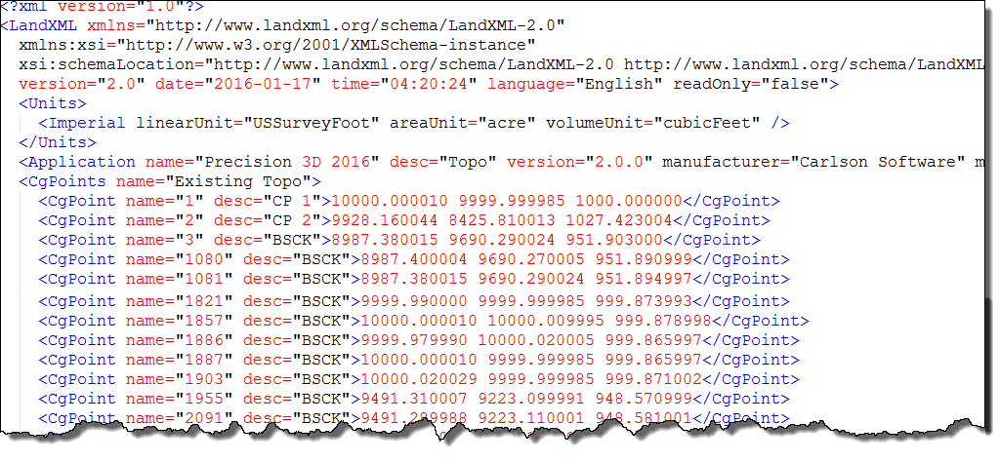 <?xml version="1.0"?>
<LandXML xmlns="http://www.landxml.org/schema/LandXML-2.0"
xmlns:xsi="http://www.w3.org/2001/XMLSchema-instance"
xsi:schemaLocation="http://www.landxml.org/schema/LandXML-2.0 http://www.landxml.org/schema/LandXML
version="2.0" date="2016-01-17" time="04:20:24" language="English" readOnly="false">
<Units>
<Imperial linearUnit="USSurveyFoot" areaUnit="acre" volumeUnit="cubicFeet" />
</Units>
<Application name="Precision 3D 2016" desc="Topo" version="2.0.0" manufacturer="Carlson Software" m
<CgPoints name="Existing Topo">
<CgPoint name="1" desc="CP 1">10000.000010 9999.999985 1000.000000</CgPoint>
<CgPoint name="2" desc="CP 2">9928.160044 8425.810013 1027.423004</CgPoint>
<CgPoint name="3" desc="BSCK">8987.380015 9690.290024 951.903000</CgPoint>
<CgPoint name="1080" desc="BSCK">8987.400004 9690.270005 951.890999</CgPoint>
<CgPoint name="1081" desc="BSCK">8987.380015 9690.290024 951.894997</CgPoint>
<CgPoint name="1821" desc="BSCK">9999.990000 9999.999985 999.873993</CgPoint>
<CgPoint name="1857" desc="BSCK">10000.000010 10000.009995 999.878998</CgPoint>
<CgPoint name="1886" desc="BSCK">9999.979990 10000.020005 999.865997</CgPoint>
<CgPoint name="1887" desc="BSCK">10000.000010 9999.999985 999.865997</CgPoint>
<CgPoint name="1903" desc="BSCK">10000.020029 9999.999985 999.871002</CgPoint>
<CgPoint name="1955" desc="BSCK">9491.310007 9223.099991 948.570999</CgPoint>
<CgPoint name="2091" desc="BSCK">9491.299988 9223.110001 948.581001</CgPoint>